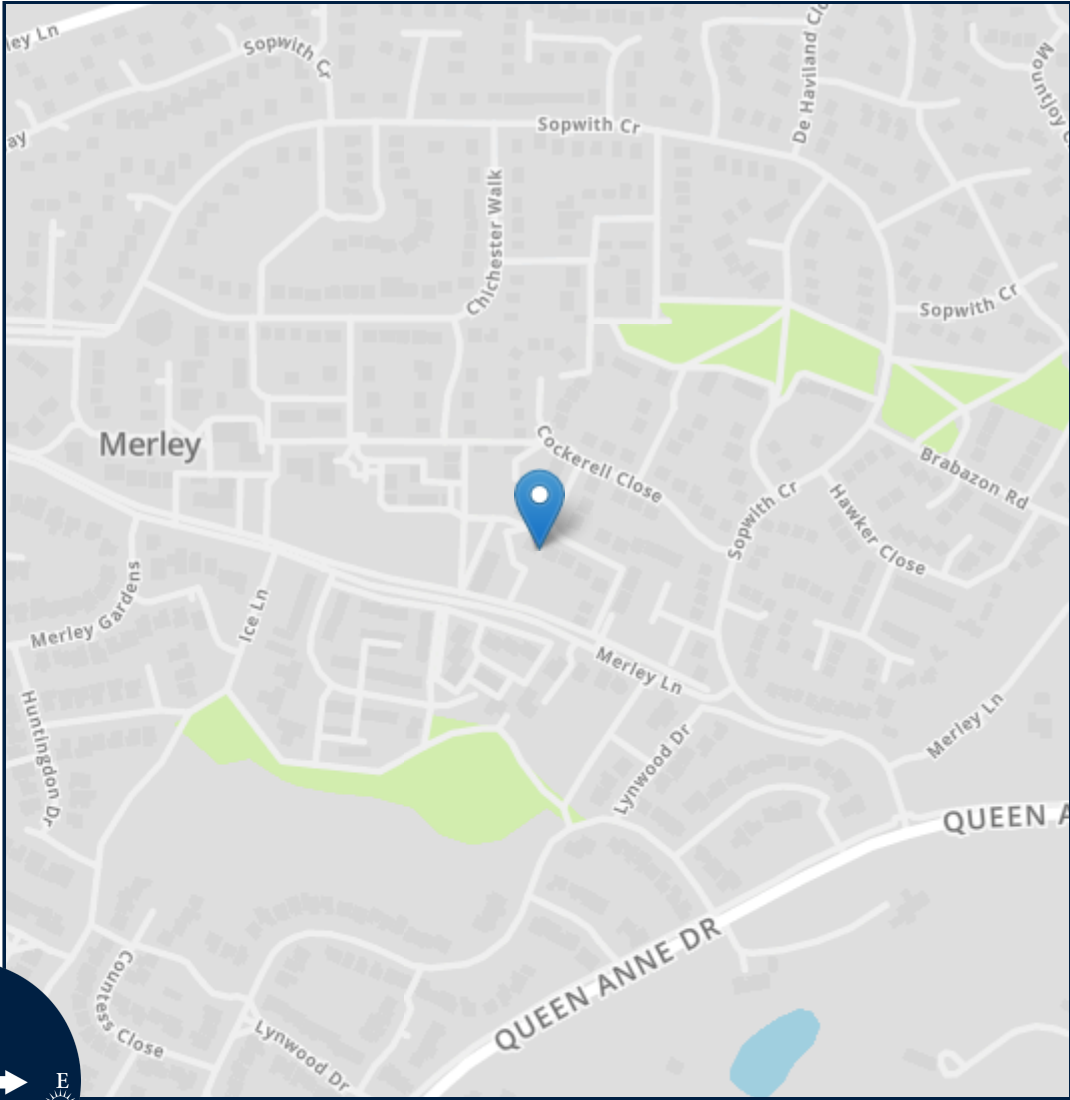 ley Ln
Sopwith Cr
De Haviland Clo
Mountjoy C
ay
Sopwith Cr
Chichester Walk
Sopwith Cr
Merley
Cockerell Close
Brabazon Rd
Sopwith Cr
Hawker Close
Merley Gardens
Ice Ln
Merley Ln
Huntingdon Dr
Lynwood Dr
Merley Ln
QUEEN A
QUEEN ANNE DR
Countess Close
Lynwood Dr
E